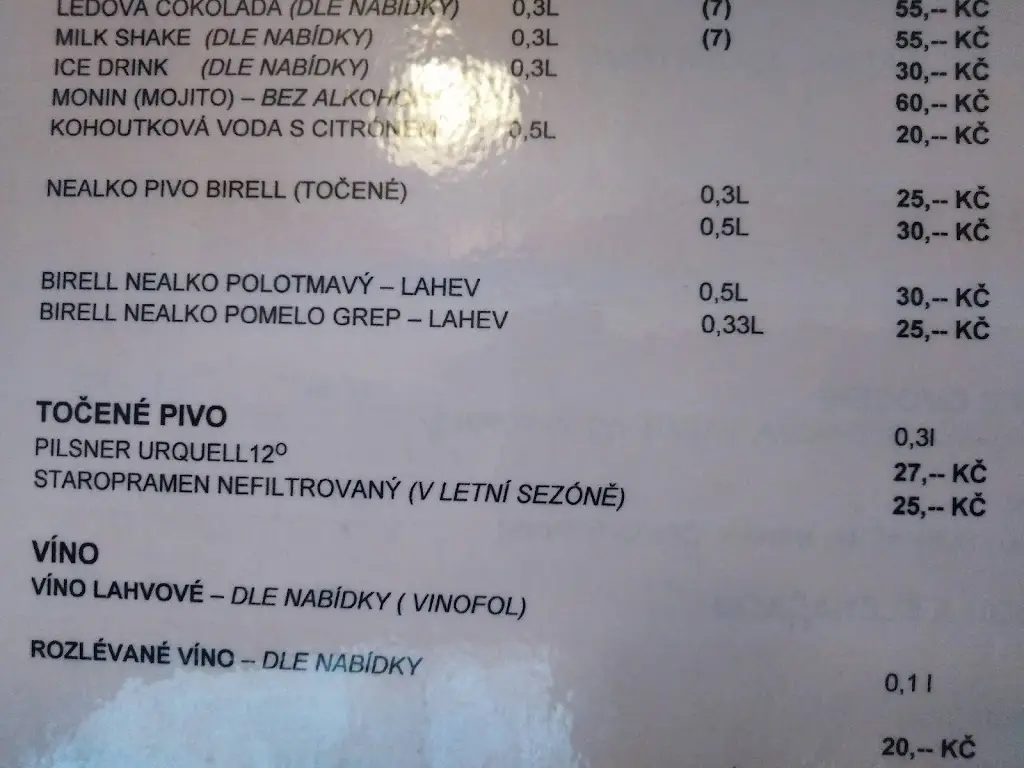 LEDOVÁ ČOKOLÁDA (DLE NABÍDKY) 0,3L (7) 55,-- KČ
MILK SHAKE (DLE NABÍDKY) 0,3L (7) 55,-- KČ
ICE DRINK (DLE NABÍDKY) 0,3L 30,-- KČ
MONIN (MOJITO) – BEZ 60,-- KČ
KOHOUTKOVÁ VODA S CITRÓNEM 0,5L 20,-- KČ
NEALKO PIVO BIRELL (TOČENÉ) 0,3L 25,-- KČ
0,5L 30,-- KČ
BIRELL NEALKO POLOTMAVÝ – LAHEV 0,5L 30,-- KČ
BIRELL NEALKO POMELO GREP – LAHEV 0,33L 25,-- KČ
TOČENÉ PIVO 0,3l
PILSNER URQUELL12º 27,-- KČ
STAROPRAMEN NEFILTROVANÝ (V LETNÍ SEZÓNĚ) 25,-- KČ
VÍNO
VÍNO LAHVOVÉ – DLE NABÍDKY ( VINOFOL)
ROZLÉVANÉ VÍNO – DLE NABÍDKY 0,1 l
20,-- KČ